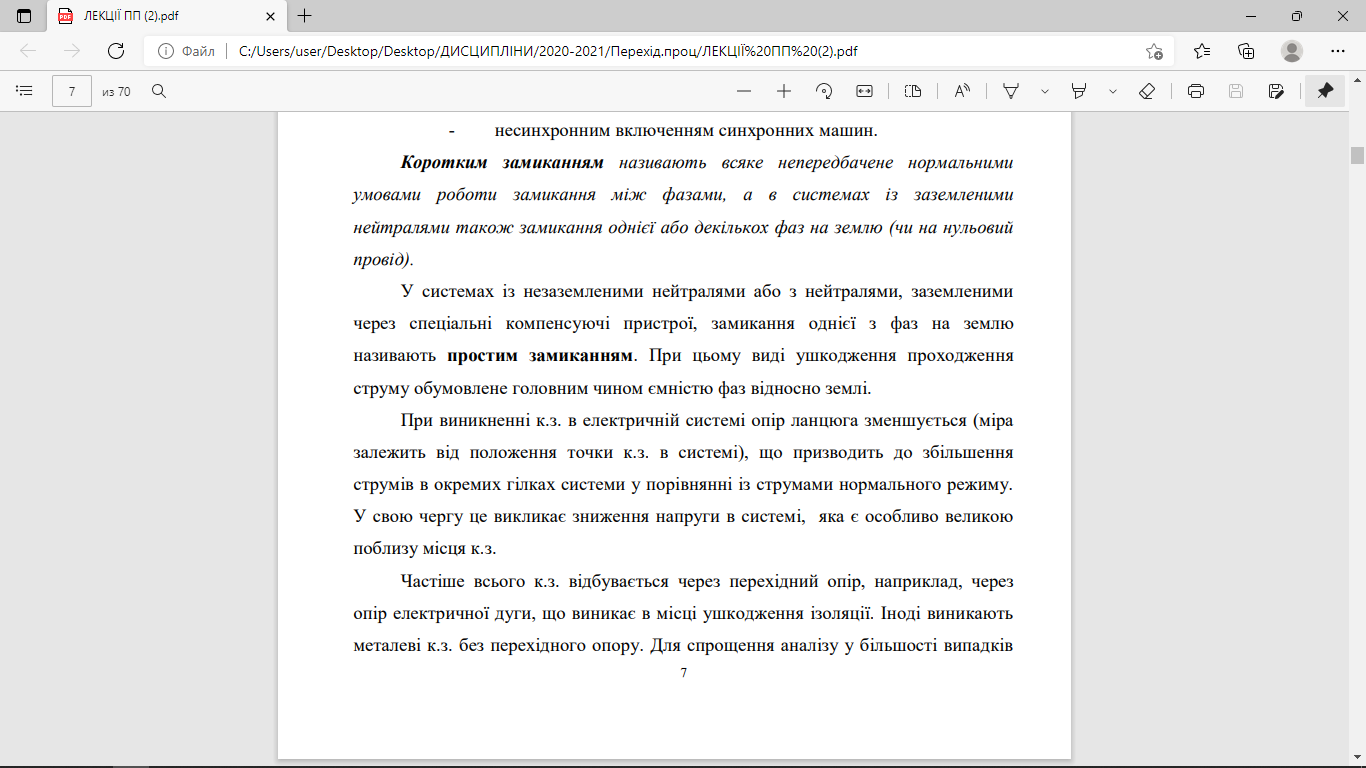 ЛЕКЦІЇ ПП (2).pdf
Файл C:/Users/user/Desktop/Desktop/ДИСЦИПЛІНИ/2020-2021/Перехід.проц/ЛЕКЦІЇ%20ПП%20(2).pdf
7 из 70
- несинхронним включенням синхронних машин.
Коротким замиканням називають всяке непередбачене нормальними
умовами роботи замикання між фазами, а в системах із заземленими
нейтралями також замикання однієї або декількох фаз на землю (чи на нульовий
провід).
У системах із незаземленими нейтралями або з нейтралями, заземленими
через спеціальні компенсуючі пристрої, замикання однієї з фаз на землю
називають простим замиканням. При цьому виді ушкодження проходження
струму обумовлене головним чином ємністю фаз відносно землі.
При виникненні к.з. в електричній системі опір ланцюга зменшується (міра
залежить від положення точки к.з. в системі), що призводить до збільшення
струмів в окремих гілках системи у порівнянні із струмами нормального режиму.
У свою чергу це викликає зниження напруги в системі, яка є особливо великою
поблизу місця к.з.
Частіше всього к.з. відбувається через перехідний опір, наприклад, через
опір електричної дуги, що виникає в місці ушкодження ізоляції. Іноді виникають
металеві к.з. без перехідного опору. Для спрощення аналізу у більшості випадків
7